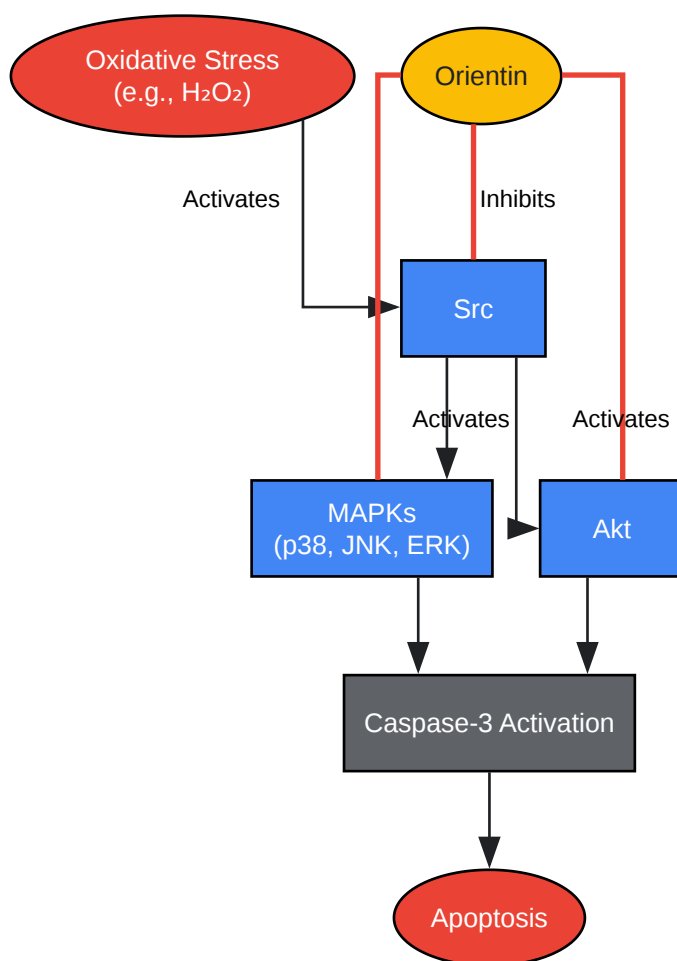 Oxidative Stress
(e.g., H₂O₂)
Orientin
Activates
Inhibits
Src
Activates
Activates
MAPKs
(p38, JNK, ERK)
Akt
Caspase-3 Activation
Apoptosis